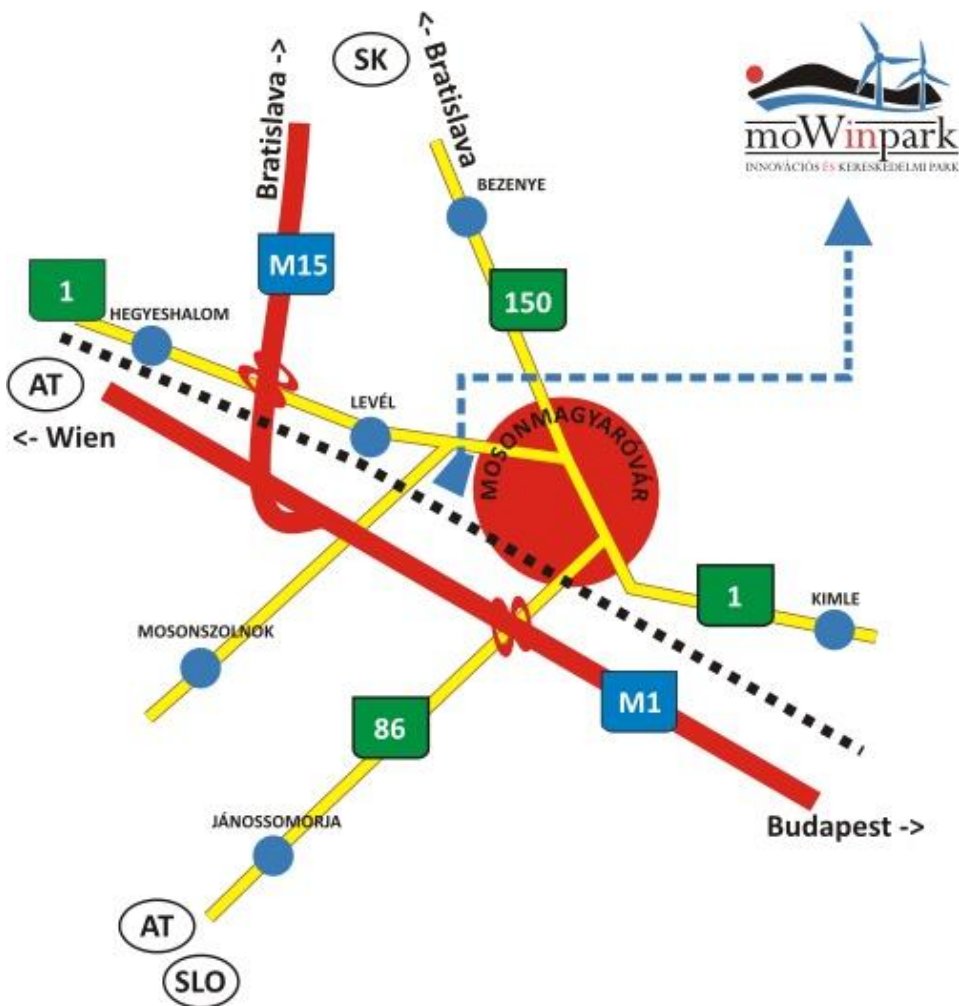 SK
Bratislava ->
<- Bratislava
moWinpark
INNOVÁCIÓS ÉS KERESKEDELMI PARK
BEZENYE
M15
150
1
HEGYESHALOM
AT
<- Wien
LEVÉL
MOSONMAGYARÓVÁR
1
KIMLE
MOSONSZOLNOK
M1
86
JÁNOSSOMORJA
Budapest ->
AT
SLO